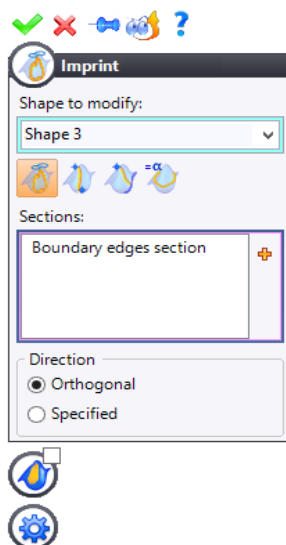 Imprint
Shape to modify:
Shape 3
=α
Sections:
Boundary edges section
Direction
Orthogonal
Specified